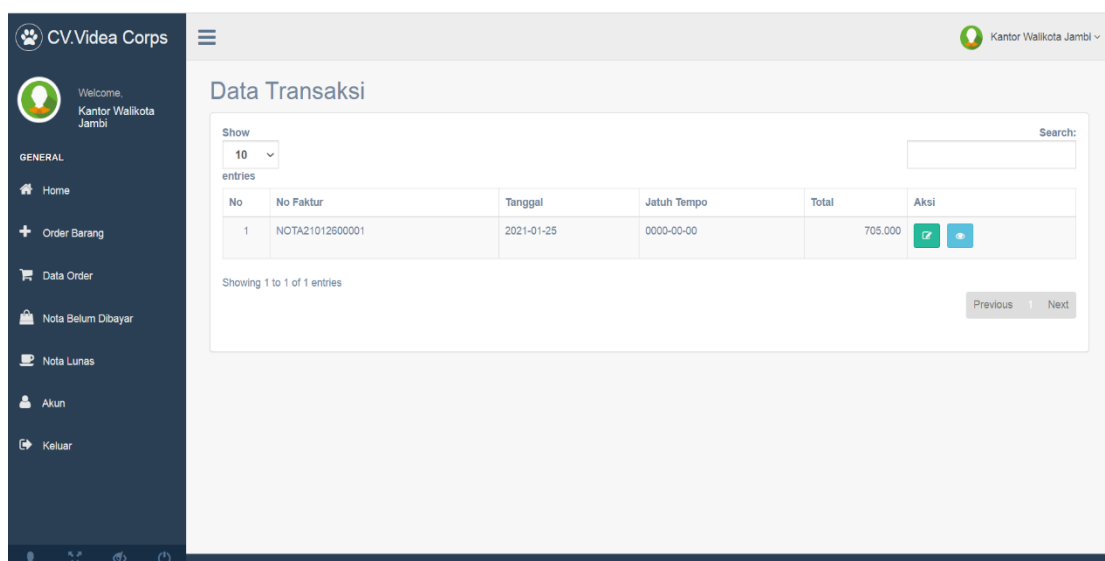 CV.Videa Corps
Kantor Walikota Jambi
Welcome,
Kantor Walikota
Jambi
GENERAL
Home
Order Barang
Data Order
Nota Belum Dibayar
Nota Lunas
Akun
Keluar
Data Transaksi
Show
10
entries
Search:
No No Faktur Tanggal Jatuh Tempo Total Aksi
1 NOTA21012600001 2021-01-25 0000-00-00 705.000
Showing 1 to 1 of 1 entries
Previous 1 Next